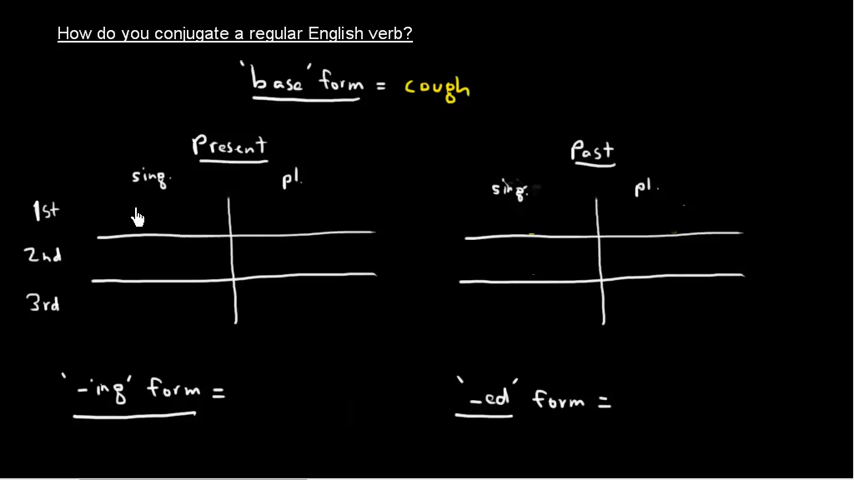 How do you conjugate a regular English verb?
'base' form = cough
Present
Past
sing. pl.
sing. pl.
1st
2nd
3rd
'-ing' form =
'-ed' form =